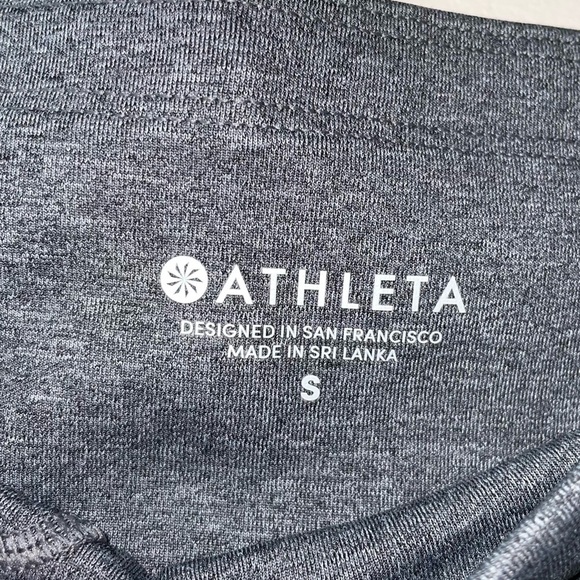 ATHLETA
DESIGNED IN SAN FRANCISCO
MADE IN SRI LANKA
S